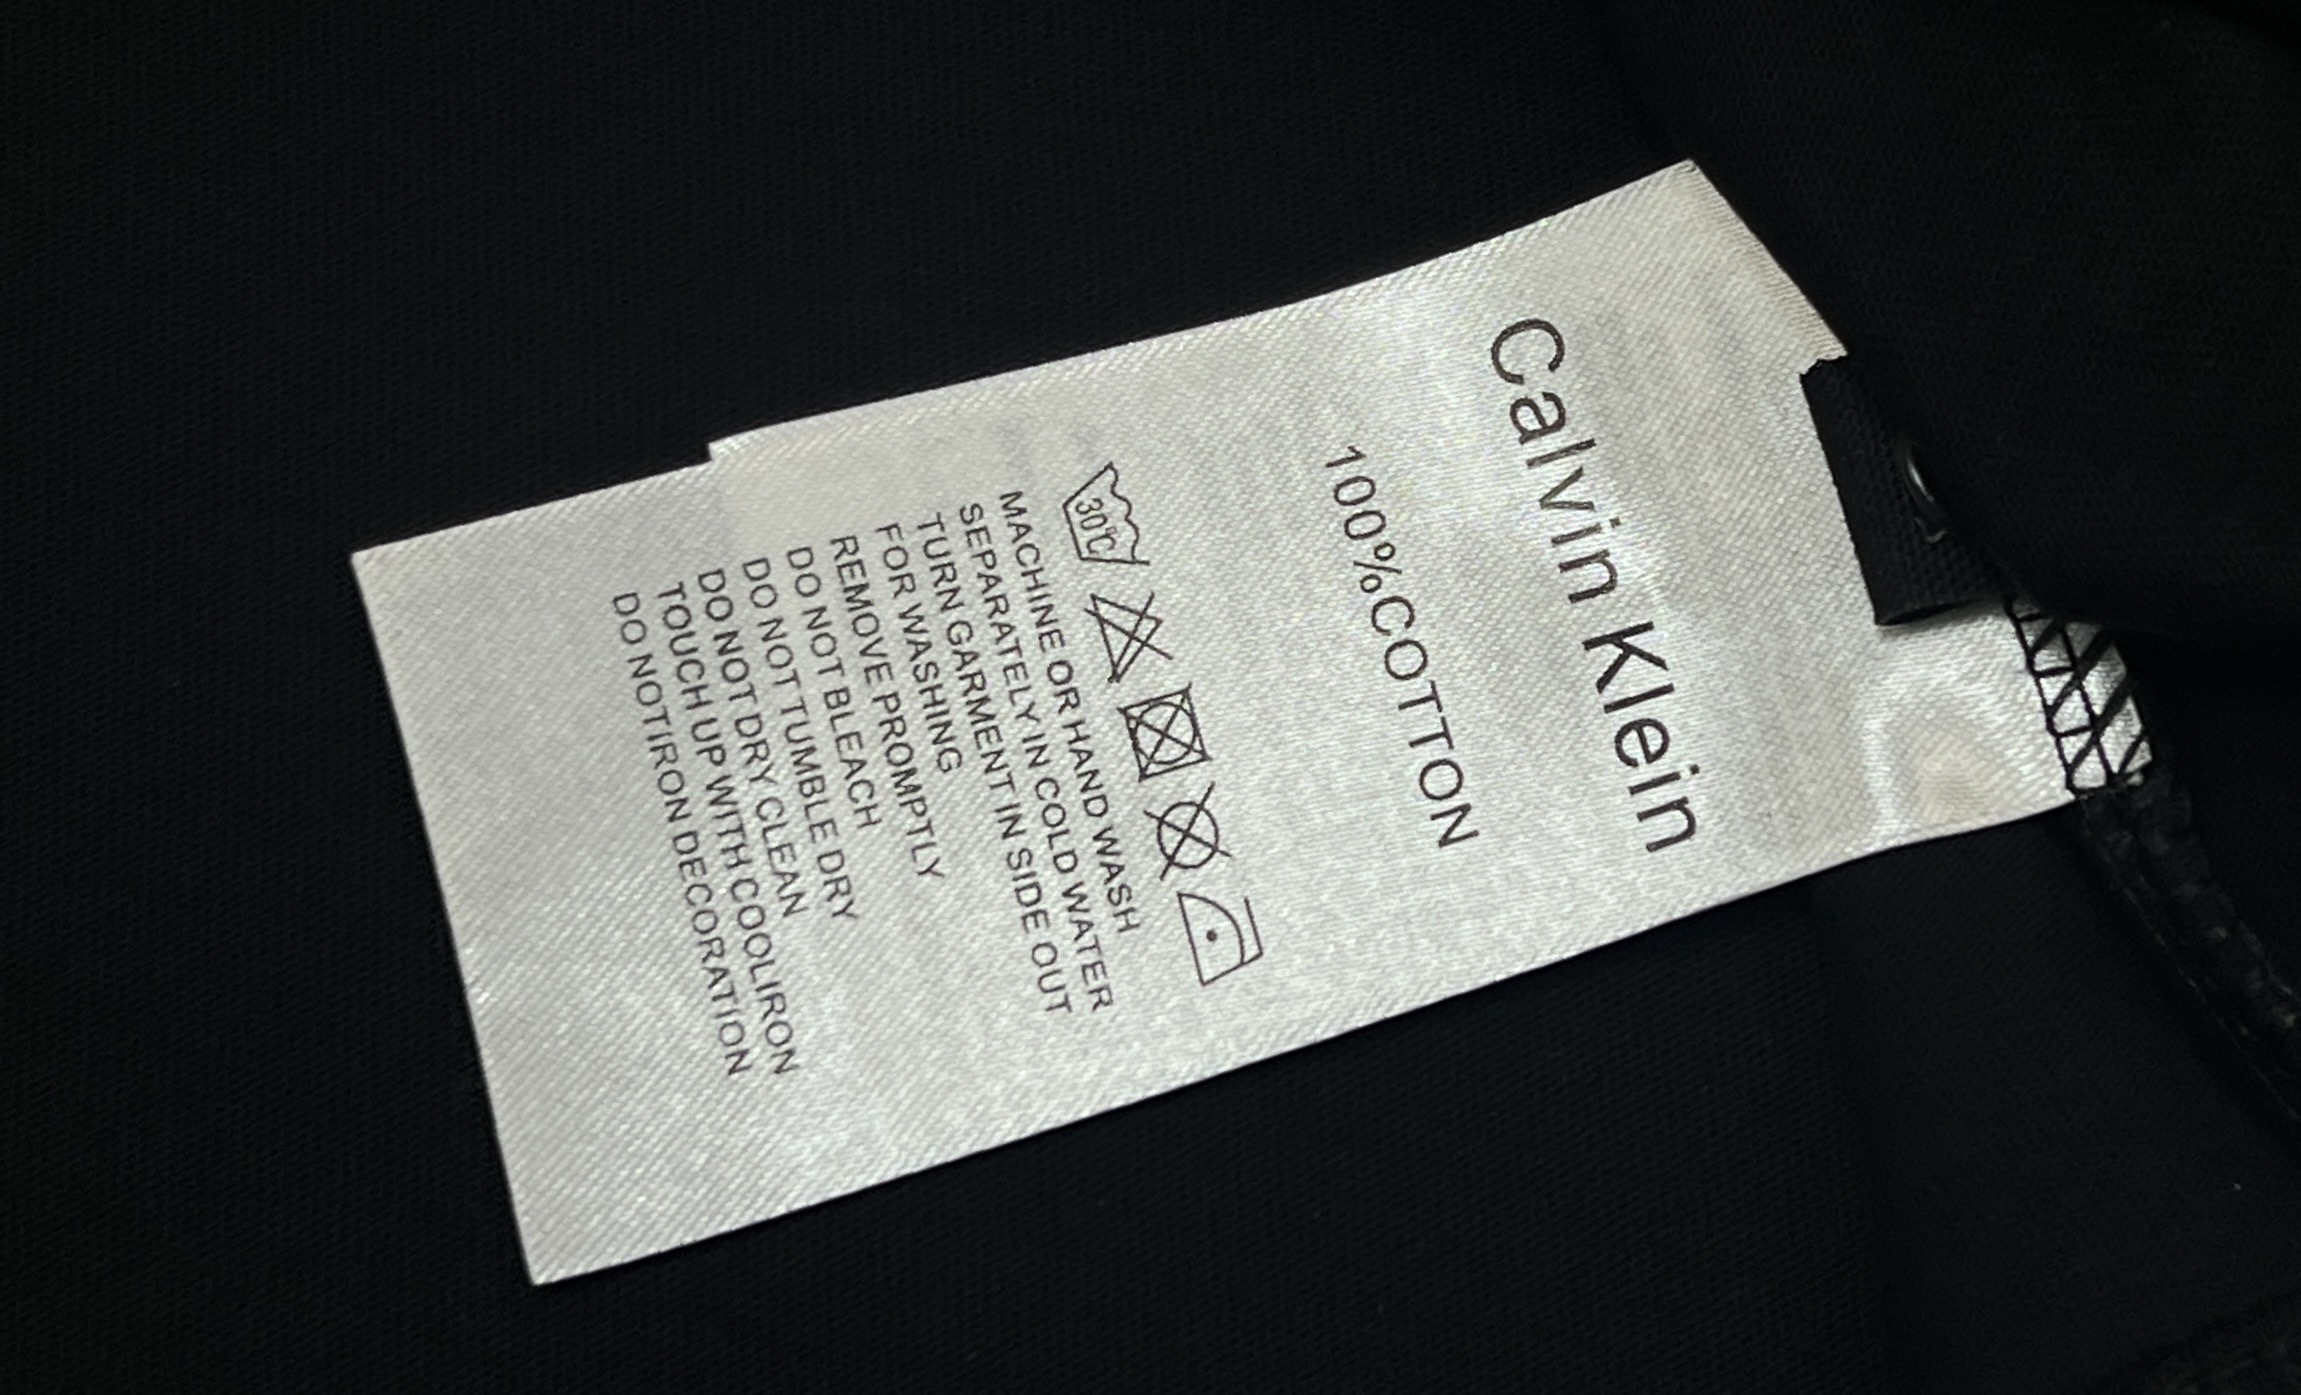 Calvin Klein
100%COTTON
30℃
MACHINE OR HAND WASH
SEPARATELY IN COLD WATER
TURN GARMENT IN SIDE OUT
FOR WASHING
REMOVE PROMPTLY
DO NOT BLEACH
DO NOT TUMBLE DRY
DO NOT DRY CLEAN
TOUCH UP WITH COOLIRON
DO NOTIRON DECORATION